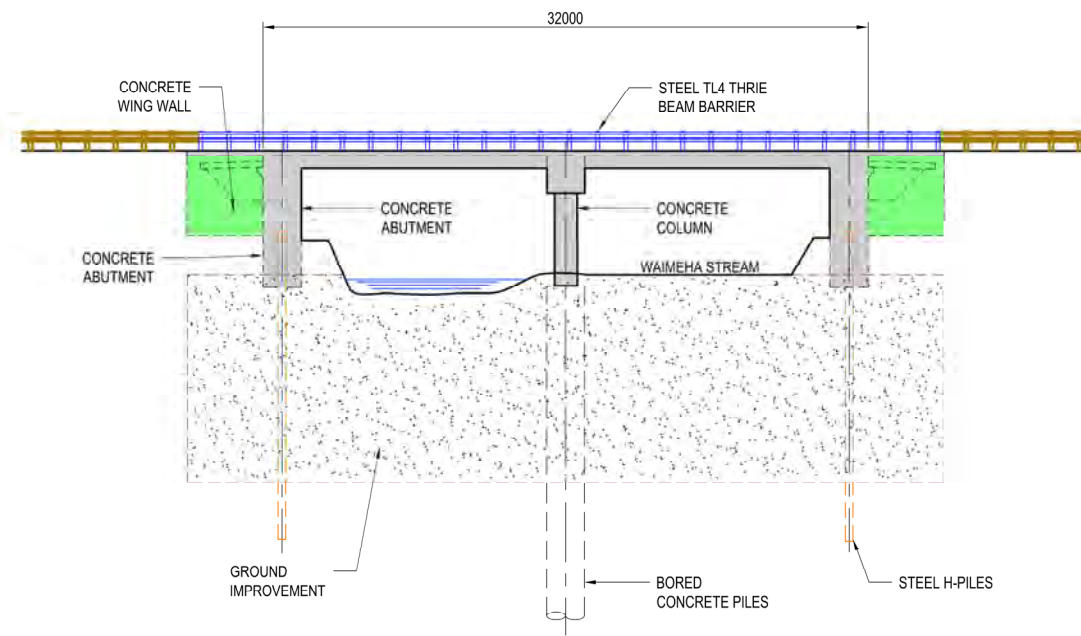 32000
CONCRETE
WING WALL
STEEL TL4 THRIE
BEAM BARRIER
CONCRETE
ABUTMENT
CONCRETE
COLUMN
CONCRETE
ABUTMENT
WAIMEHA STREAM
GROUND
IMPROVEMENT
BORED
CONCRETE PILES
STEEL H-PILES